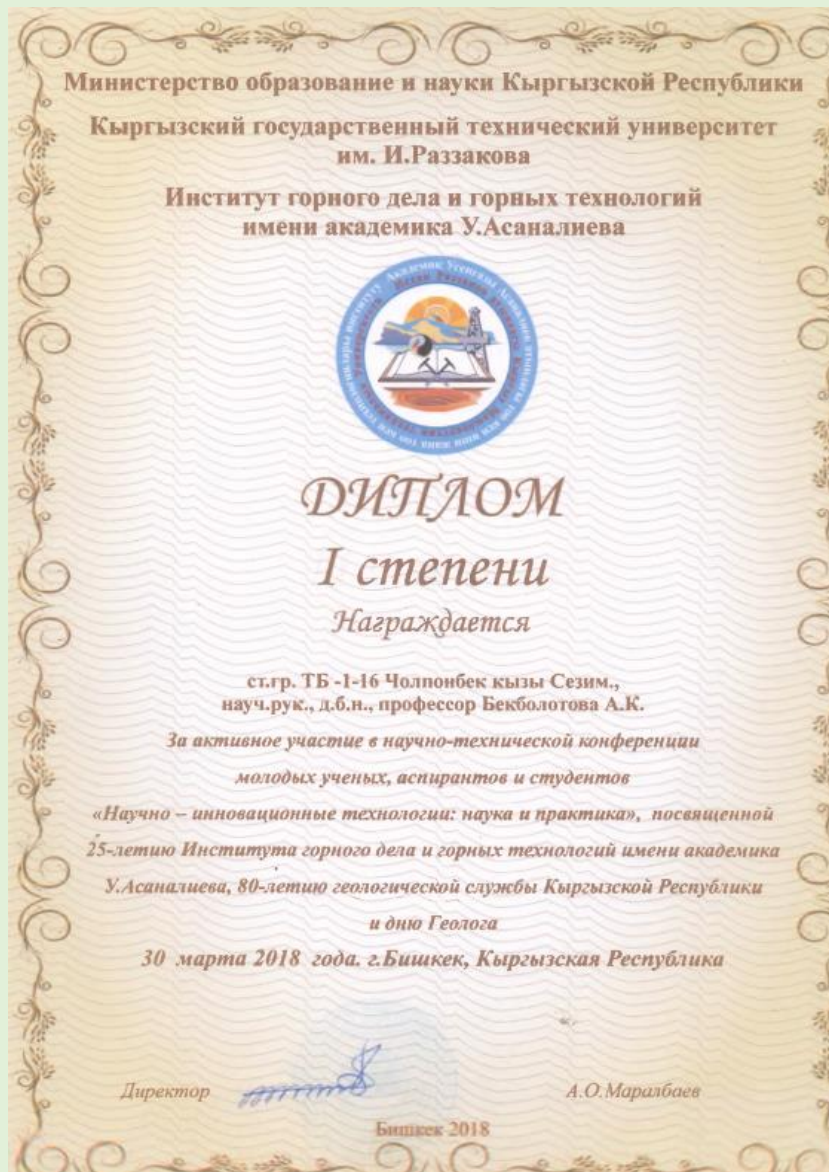 Министерство образование и науки Кыргызской Республики
Кыргызский государственный технический университет
им. И.Раззакова
Институт горного дела и горных технологий
имени академика У.Асаналиева
ДИПЛОМ
I степени
Награждается
ст.гр. ТБ -1-16 Чолпонбек кызы Сезим.,
науч.рук., д.б.н., профессор Бекболотова А.К.
За активное участие в научно-технической конференции
молодых ученых, аспирантов и студентов
«Научно – инновационные технологии: наука и практика», посвященной
25-летию Института горного дела и горных технологий имени академика
У.Асаналиева, 80-летию геологической службы Кыргызской Республики
и дню Геолога
30 марта 2018 года. г.Бишкек, Кыргызская Республика
Директор А.О.Маралбаев
Бишкек 2018